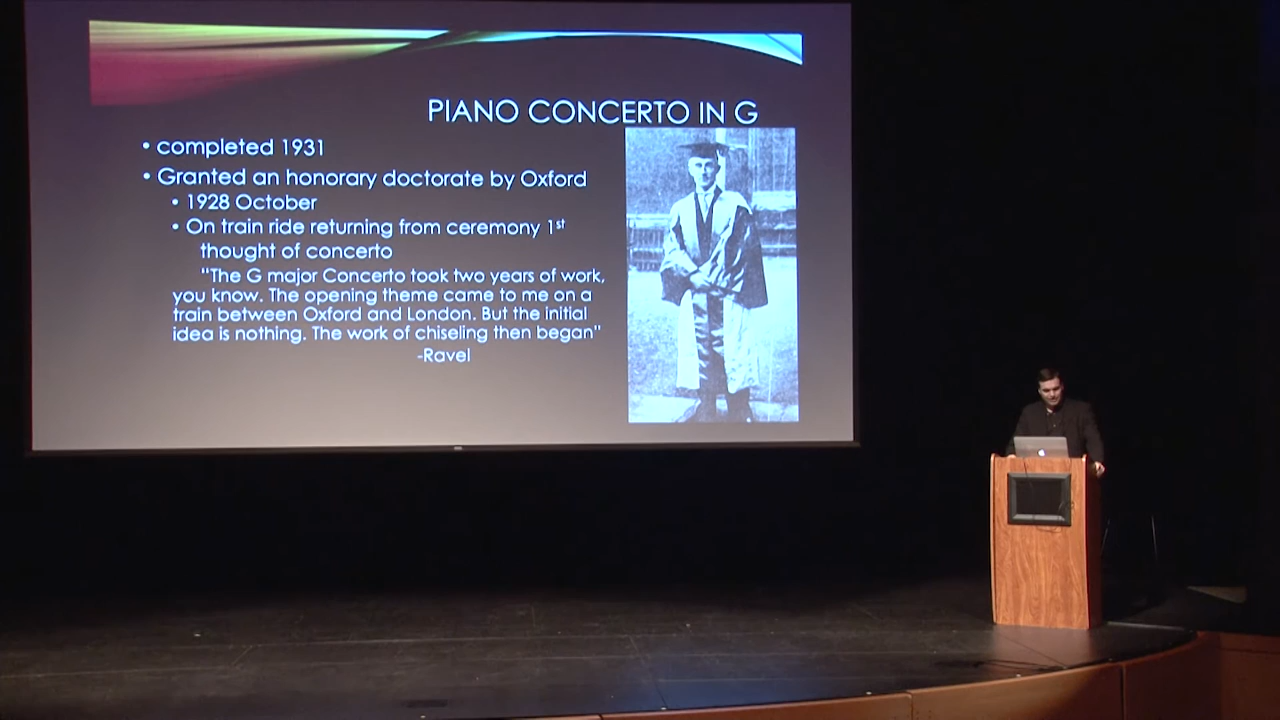 PIANO CONCERTO IN G
• completed 1931
• Granted an honorary doctorate by Oxford
• 1928 October
• On train ride returning from ceremony 1st
thought of concerto
"The G major Concerto took two years of work,
you know. The opening theme came to me on a
train between Oxford and London. But the initial
idea is nothing. The work of chiseling then began"
-Ravel